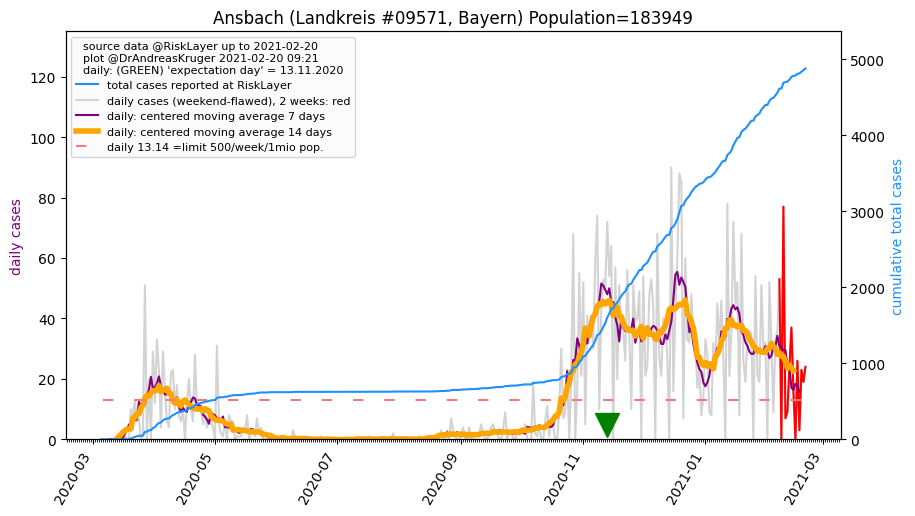 Ansbach (Landkreis #09571, Bayern) Population=183949
source data @RiskLayer up to 2021-02-20
plot @DrAndreasKruger 2021-02-20 09:21
daily: (GREEN) 'expectation day' = 13.11.2020
total cases reported at RiskLayer
daily cases (weekend-flawed), 2 weeks: red
daily: centered moving average 7 days
daily: centered moving average 14 days
daily 13.14 =limit 500/week/1mio pop.
daily cases
120
100
80
60
40
20
0
5000
4000
3000
2000
1000
0
cumulative total cases
2020-03
2020-05
2020-07
2020-09
2020-11
2021-01
2021-03